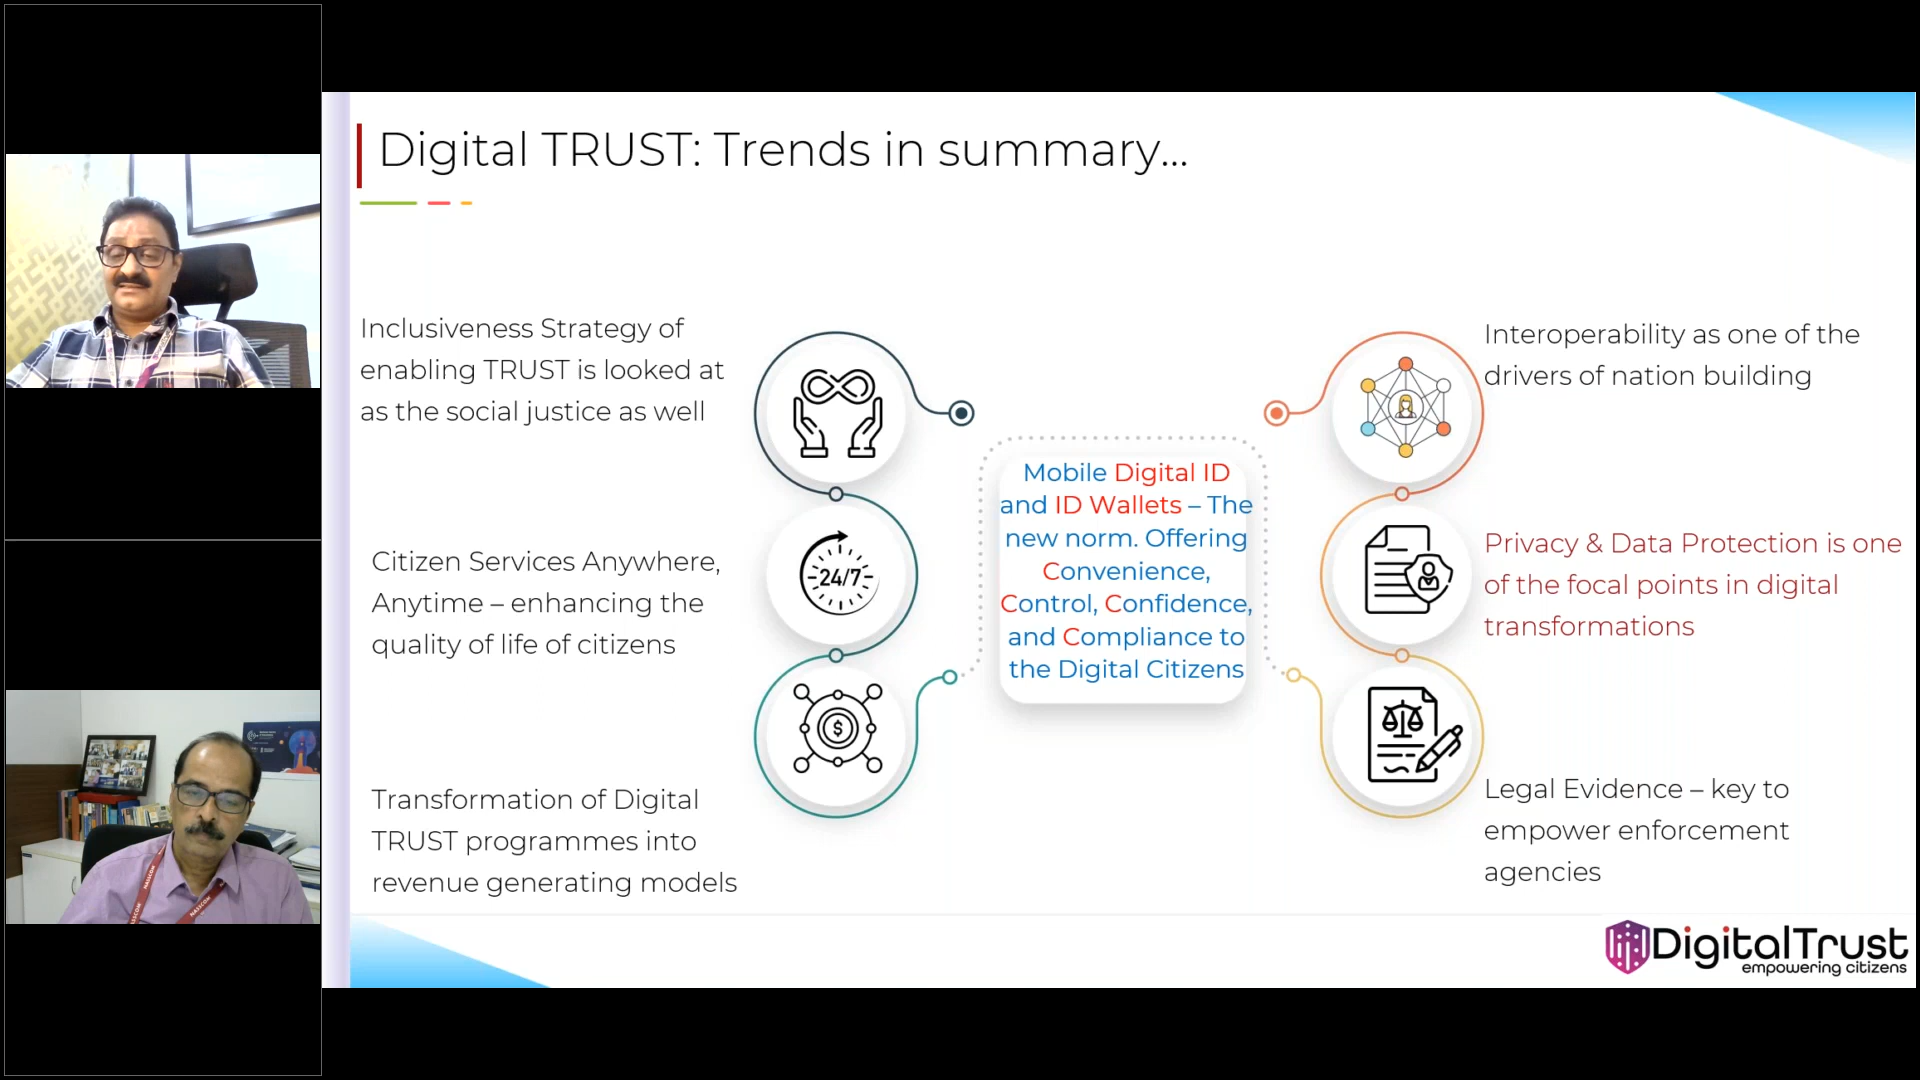 Digital TRUST: Trends in summary...
Inclusiveness Strategy of
enabling TRUST is looked at
as the social justice as well
Citizen Services Anywhere,
Anytime – enhancing the
quality of life of citizens
Transformation of Digital
TRUST programmes into
revenue generating models
24/7
$
Mobile Digital ID
and ID Wallets – The
new norm. Offering
Convenience,
Control, Confidence,
and Compliance to
the Digital Citizens
Interoperability as one of the
drivers of nation building
Privacy & Data Protection is one
of the focal points in digital
transformations
Legal Evidence – key to
empower enforcement
agencies
DigitalTrust
empowering citizens
NASSCOM
NASSCOM